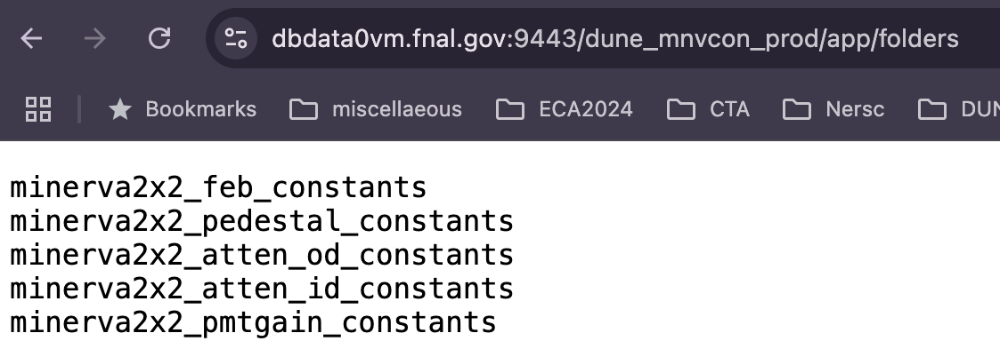 dbdata0vm.fnal.gov:9443/dune_mnvcon_prod/app/folders
Bookmarks miscellaeous ECA2024 CTA Nersc DUN
minerva2x2_feb_constants
minerva2x2_pedestal_constants
minerva2x2_atten_od_constants
minerva2x2_atten_id_constants
minerva2x2_pmtgain_constants